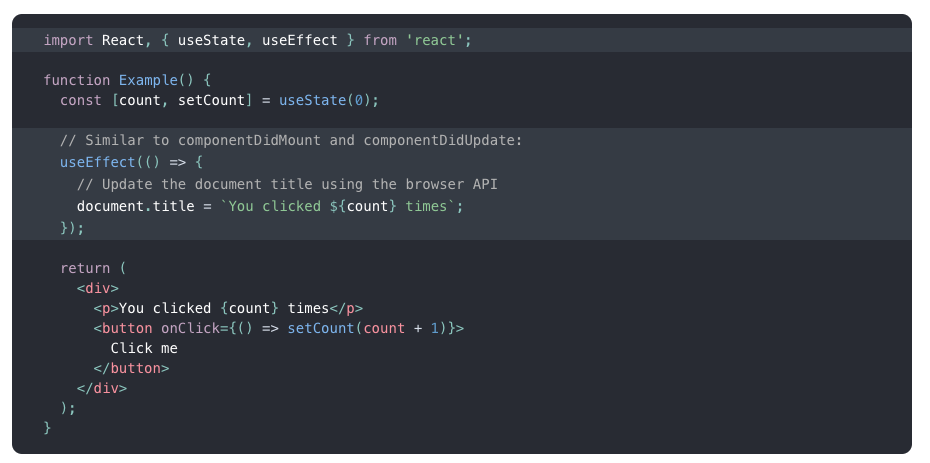 import React, { useState, useEffect } from 'react';
function Example() {
const [count, setCount] = useState(0);
// Similar to componentDidMount and componentDidUpdate:
useEffect(() => {
// Update the document title using the browser API
document.title = `You clicked ${count} times`;
});
return (
<div>
<p>You clicked {count} times</p>
<button onClick={() => setCount(count + 1)}>
Click me
</button>
</div>
);
}